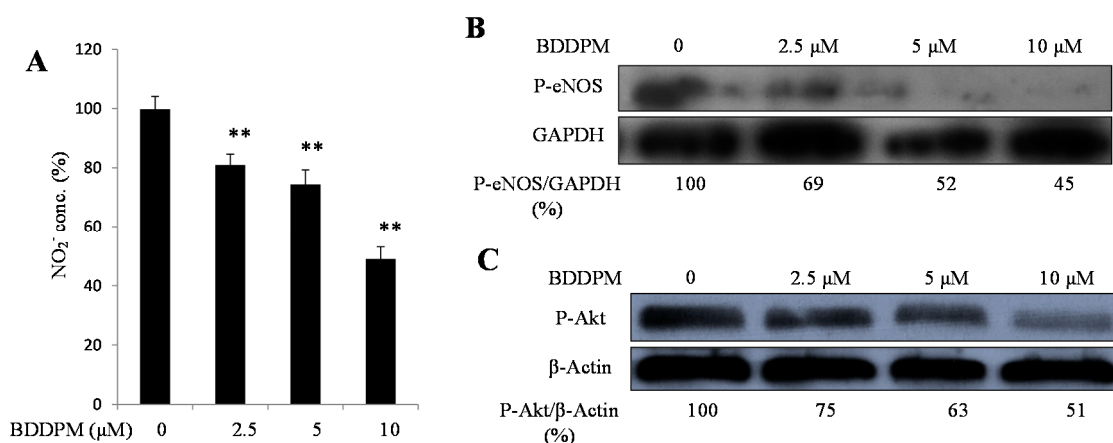 A
NO₂⁻ conc. (%)
120
100
80
60
40
20
0
**
**
**
BDDPM (µM) 0 2.5 5 10
B
BDDPM 0 2.5 µM 5 µM 10 µM
P-eNOS
GAPDH
P-eNOS/GAPDH 100 69 52 45
(%)
C
BDDPM 0 2.5 µM 5 µM 10 µM
P-Akt
β-Actin
P-Akt/β-Actin 100 75 63 51
(%)